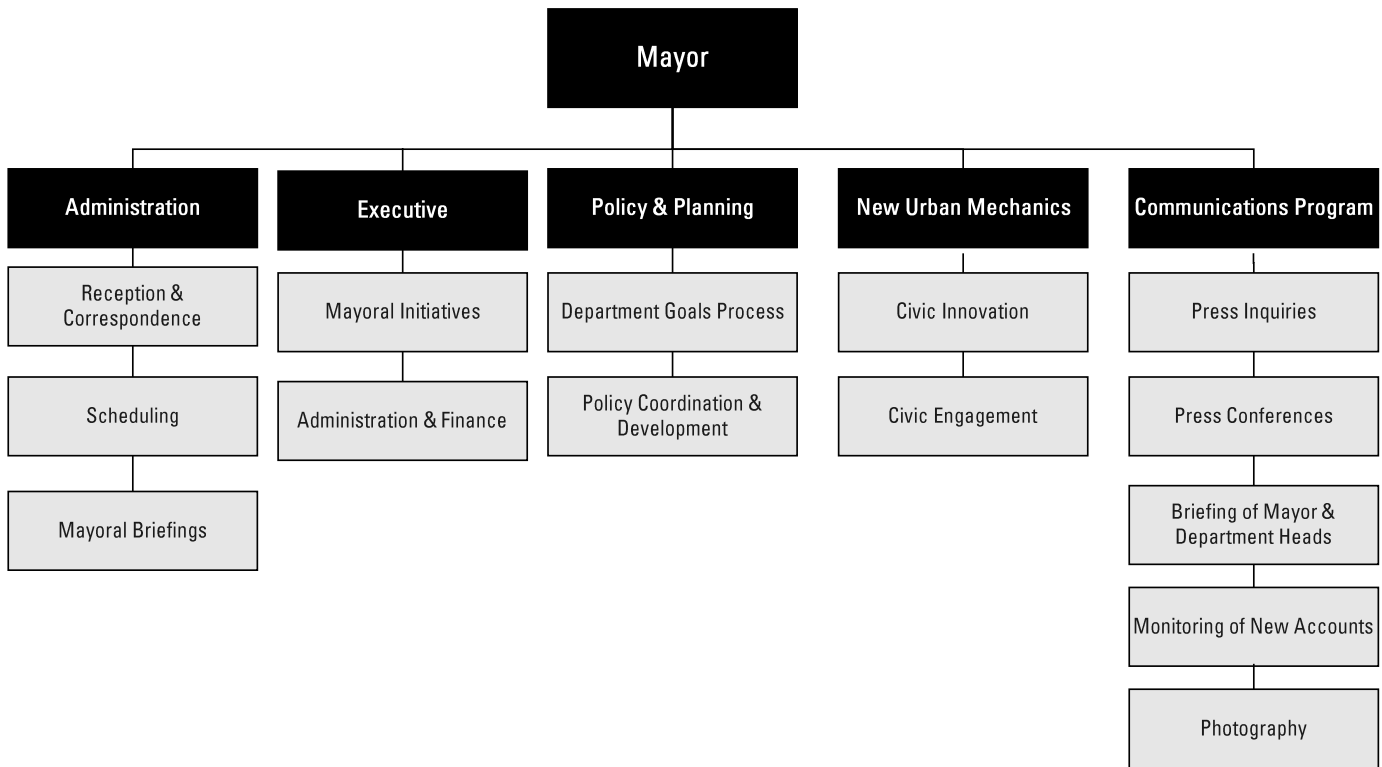 Mayor
Administration
Executive
Policy & Planning
New Urban Mechanics
Communications Program
Reception &
Correspondence
Scheduling
Mayoral Briefings
Mayoral Initiatives
Administration & Finance
Department Goals Process
Policy Coordination &
Development
Civic Innovation
Civic Engagement
Press Inquiries
Press Conferences
Briefing of Mayor &
Department Heads
Monitoring of New Accounts
Photography